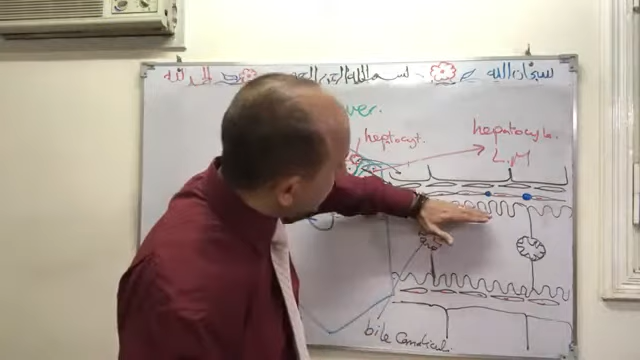 سبحان الله بسم الله الرحمن الرحيم الحمد لله
hepatocyt.
hepatocyte.
L.M
bile Canaliculi